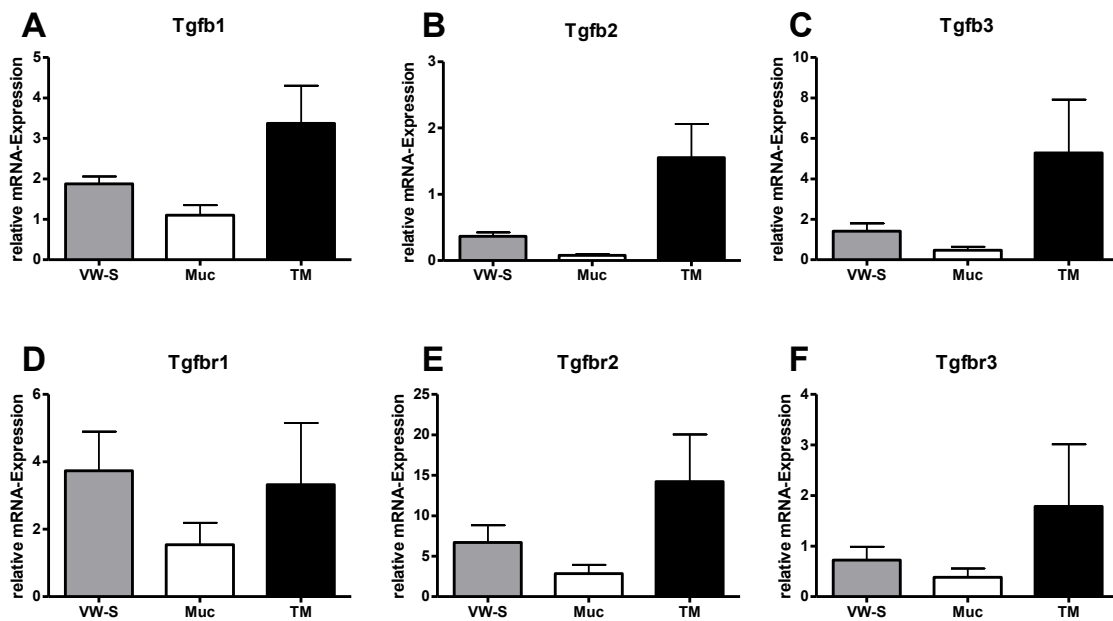 A
Tgfb1
relative mRNA-Expression
5
4
3
2
1
0
VW-S Muc TM
B
Tgfb2
relative mRNA-Expression
3
2
1
0
VW-S Muc TM
C
Tgfb3
relative mRNA-Expression
10
8
6
4
2
0
VW-S Muc TM
D
Tgfbr1
relative mRNA-Expression
6
4
2
0
VW-S Muc TM
E
Tgfbr2
relative mRNA-Expression
25
20
15
10
5
0
VW-S Muc TM
F
Tgfbr3
relative mRNA-Expression
4
3
2
1
0
VW-S Muc TM